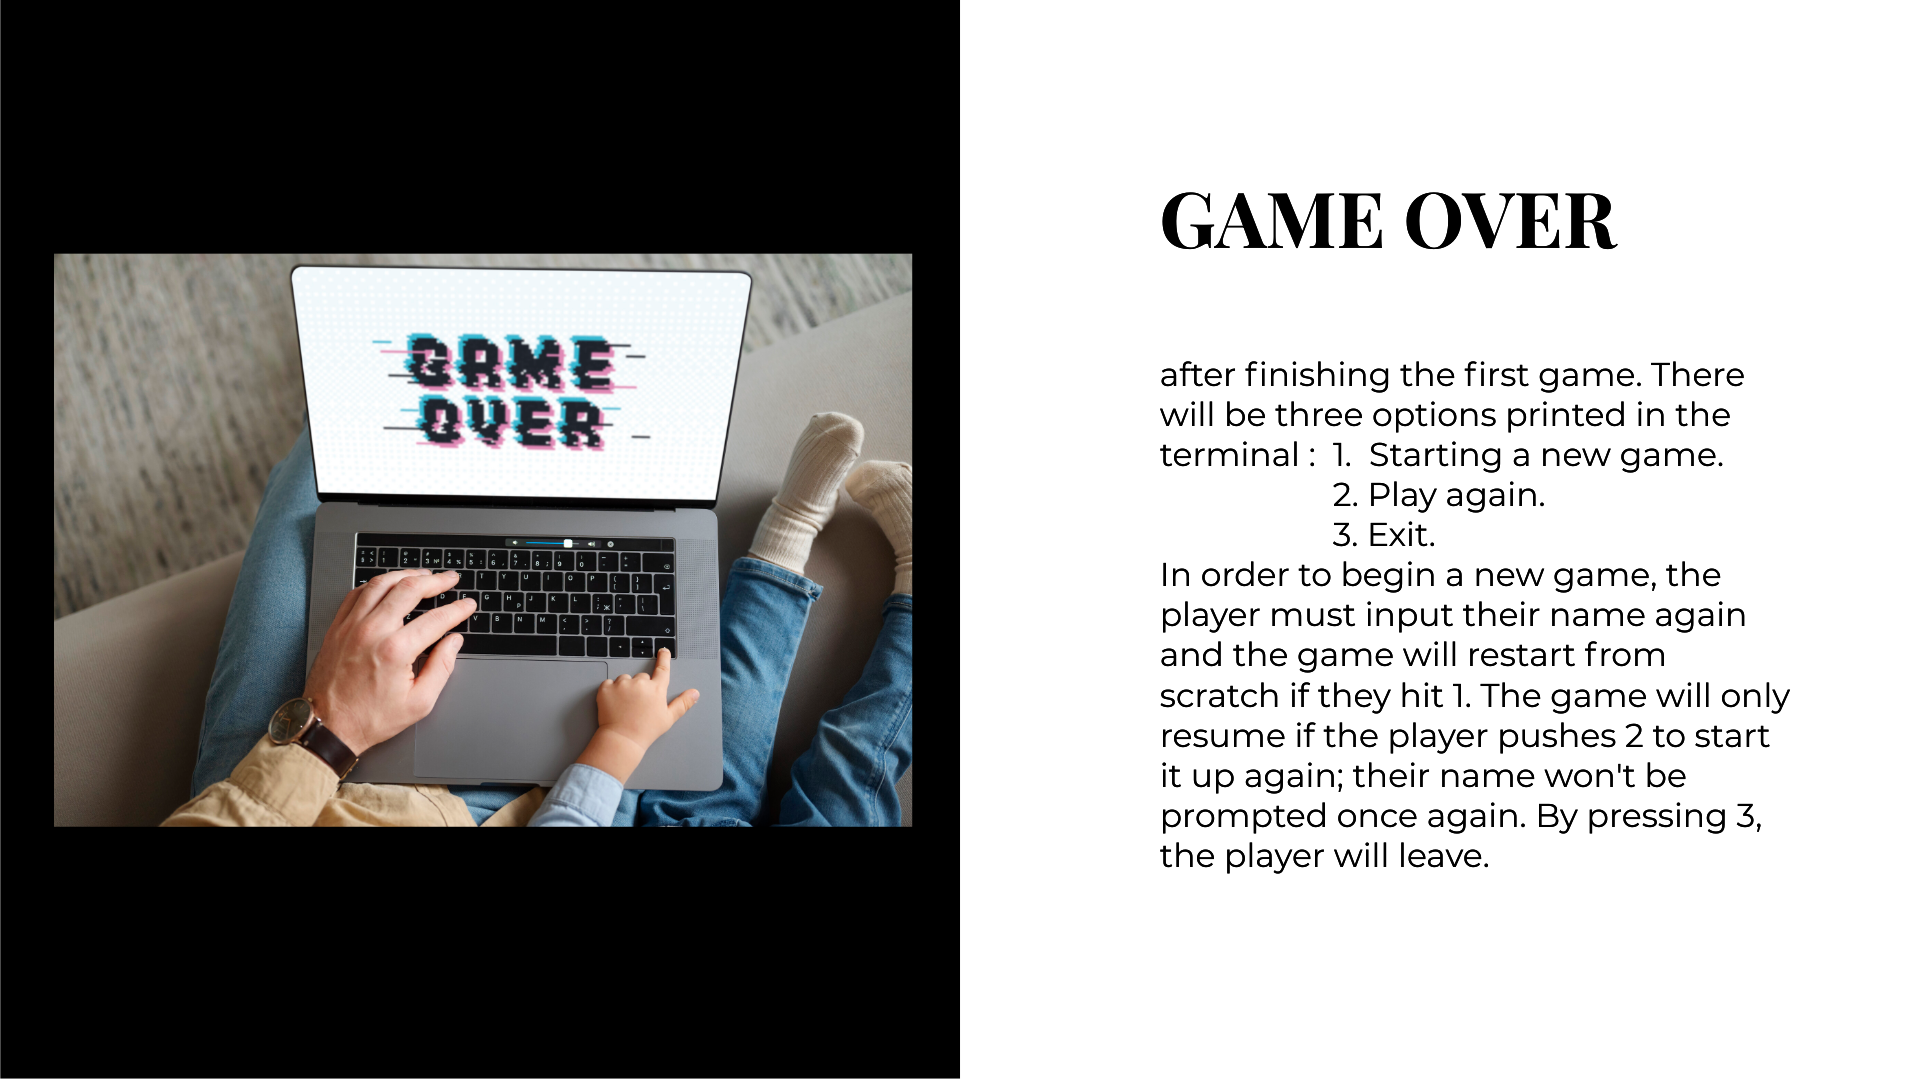 GAME
OVER
GAME OVER
after finishing the first game. There
will be three options printed in the
terminal : 1. Starting a new game.
2. Play again.
3. Exit.
In order to begin a new game, the
player must input their name again
and the game will restart from
scratch if they hit 1. The game will only
resume if the player pushes 2 to start
it up again; their name won't be
prompted once again. By pressing 3,
the player will leave.